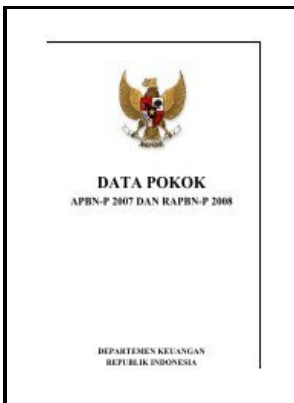 DATA POKOK
APBN-P 2007 DAN RAPBN-P 2008
DEPARTEMEN KEUANGAN
REPUBLIK INDONESIA